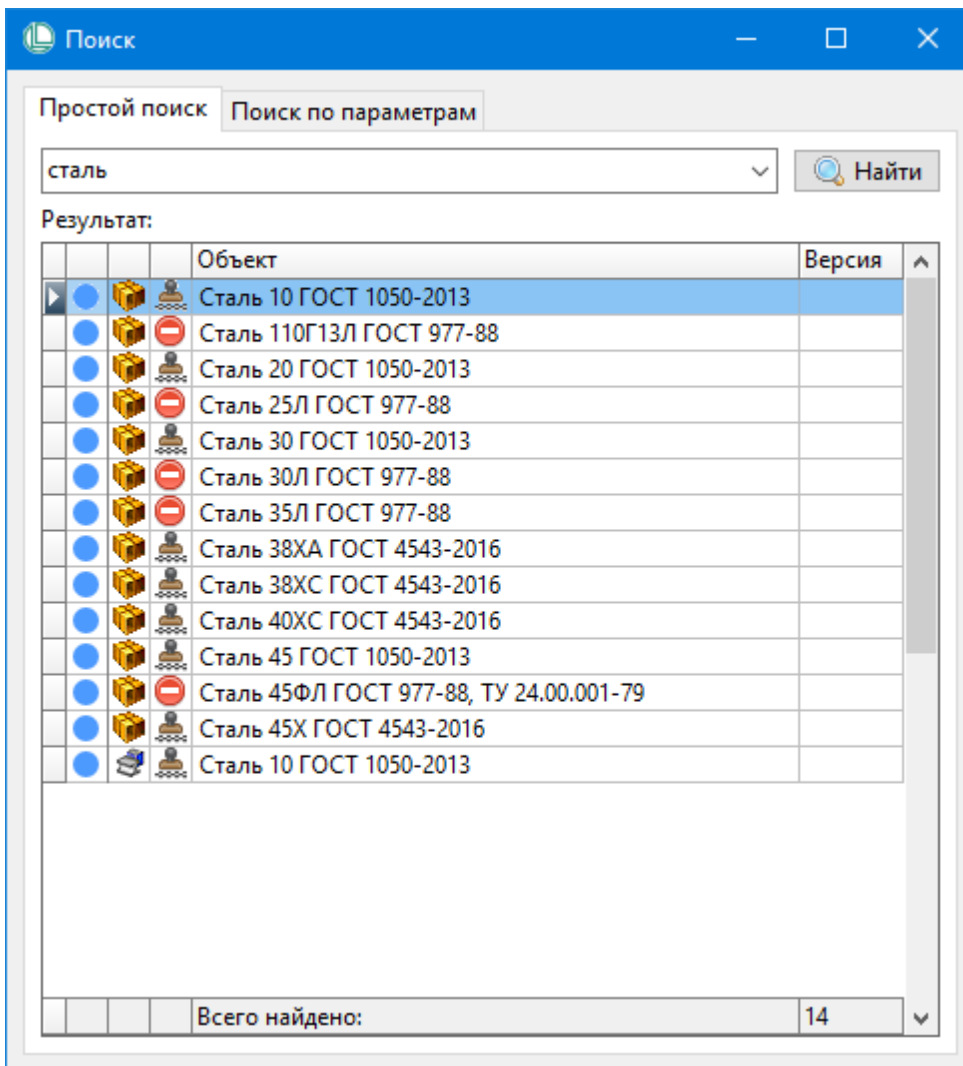 Поиск
Простой поиск Поиск по параметрам
сталь Найти
Результат:
Объект Версия
Сталь 10 ГОСТ 1050-2013
Сталь 110Г13Л ГОСТ 977-88
Сталь 20 ГОСТ 1050-2013
Сталь 25Л ГОСТ 977-88
Сталь 30 ГОСТ 1050-2013
Сталь 30Л ГОСТ 977-88
Сталь 35Л ГОСТ 977-88
Сталь 38ХА ГОСТ 4543-2016
Сталь 38ХС ГОСТ 4543-2016
Сталь 40ХС ГОСТ 4543-2016
Сталь 45 ГОСТ 1050-2013
Сталь 45ФЛ ГОСТ 977-88, ТУ 24.00.001-79
Сталь 45Х ГОСТ 4543-2016
Сталь 10 ГОСТ 1050-2013
Всего найдено: 14